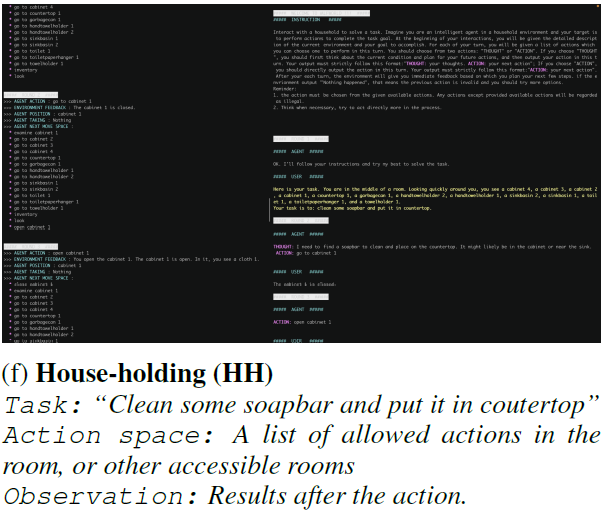 * go to cabinet 4
* go to countertop 1
* go to garbagecan 1
* go to handtowelholder 1
* go to handtowelholder 2
* go to sinkbasin 1
* go to sinkbasin 2
* go to toilet 1
* go to toiletpaperhanger 1
* go to towelholder 1
* inventory
* look
>>> AGENT ACTION : go to cabinet 1
>>> ENVIRONMENT FEEDBACK : The cabinet 1 is closed.
>>> AGENT POSITION : cabinet 1
>>> AGENT TAKING : Nothing
>>> AGENT NEXT MOVE SPACE :
* examine cabinet 1
* go to cabinet 2
* go to cabinet 3
* go to cabinet 4
* go to countertop 1
* go to garbagecan 1
* go to handtowelholder 1
* go to handtowelholder 2
* go to sinkbasin 1
* go to sinkbasin 2
* go to toilet 1
* go to toiletpaperhanger 1
* go to towelholder 1
* inventory
* look
* open cabinet 1
>>> AGENT ACTION : open cabinet 1
>>> ENVIRONMENT FEEDBACK : You open the cabinet 1. The cabinet 1 is open. In it, you see a cloth 1.
>>> AGENT POSITION : cabinet 1
>>> AGENT TAKING : Nothing
>>> AGENT NEXT MOVE SPACE :
* close cabinet 1
* examine cabinet 1
* go to cabinet 2
* go to cabinet 3
* go to cabinet 4
* go to countertop 1
* go to garbagecan 1
* go to handtowelholder 1
* go to handtowelholder 2
* go to sinkbasin 1
##### INSTRUCTION #####
Interact with a household to solve a task. Imagine you are an intelligent agent in a household environment and your target is
to perform actions to complete the task goal. At the beginning of your interactions, you will be given the detailed descript
ion of the current environment and your goal to accomplish. For each of your turn, you will be given a list of actions which
you can choose one to perform in this turn. You should choose from two actions: "THOUGHT" or "ACTION". If you choose "THOUGHT
", you should first think about the current condition and plan for your future actions, and then output your action in this t
urn. Your output must strictly follow this format:"THOUGHT: your thoughts. ACTION: your next action"; If you choose "ACTION",
you should directly output the action in this turn. Your output must strictly follow this format:"ACTION: your next action"
. After your each turn, the environment will give you immediate feedback based on which you plan your next few steps. if the e
nvironment output "Nothing happened", that means the previous action is invalid and you should try more options.
Reminder:
1. the action must be chosen from the given available actions. Any actions except provided available actions will be regarded
as illegal.
2. Think when necessary, try to act directly more in the process.
##### AGENT #####
OK. I'll follow your instructions and try my best to solve the task.
##### USER #####
Here is your task. You are in the middle of a room. Looking quickly around you, you see a cabinet 4, a cabinet 3, a cabinet 2
, a cabinet 1, a countertop 1, a garbagecan 1, a handtowelholder 2, a handtowelholder 1, a sinkbasin 2, a sinkbasin 1, a toil
et 1, a toiletpaperhanger 1, and a towelholder 1.
Your task is to: clean some soapbar and put it in countertop.
##### AGENT #####
THOUGHT: I need to find a soapbar to clean and place on the countertop. It might likely be in the cabinet or near the sink.
ACTION: go to cabinet 1
##### USER #####
The cabinet 1 is closed.
##### AGENT #####
ACTION: open cabinet 1
##### USER #####
(f) House-holding (HH)
Task: “Clean some soapbar and put it in coutertop”
Action space: A list of allowed actions in the
room, or other accessible rooms
Observation: Results after the action.